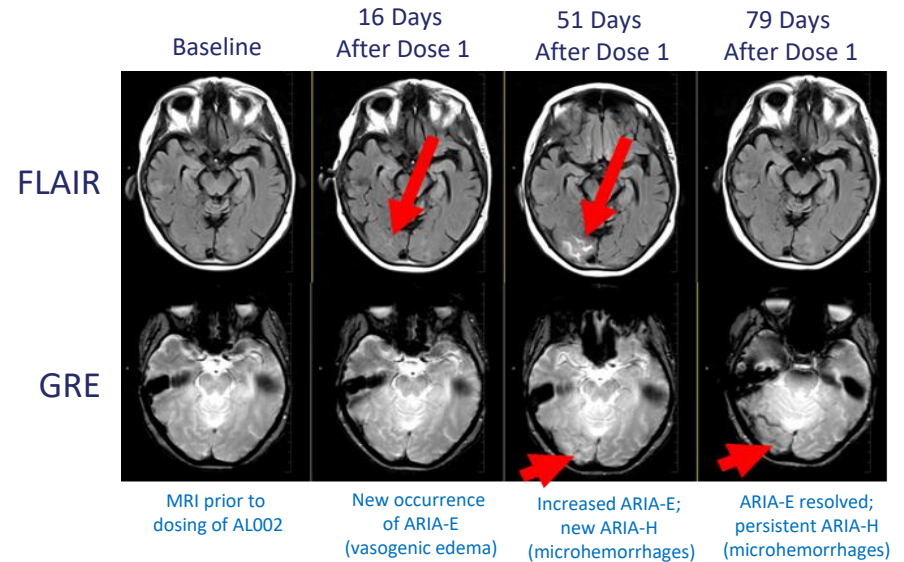 Baseline
16 Days
After Dose 1
51 Days
After Dose 1
79 Days
After Dose 1
FLAIR
GRE
MRI prior to
dosing of AL002
New occurrence
of ARIA-E
(vasogenic edema)
Increased ARIA-E;
new ARIA-H
(microhemorrhages)
ARIA-E resolved;
persistent ARIA-H
(microhemorrhages)